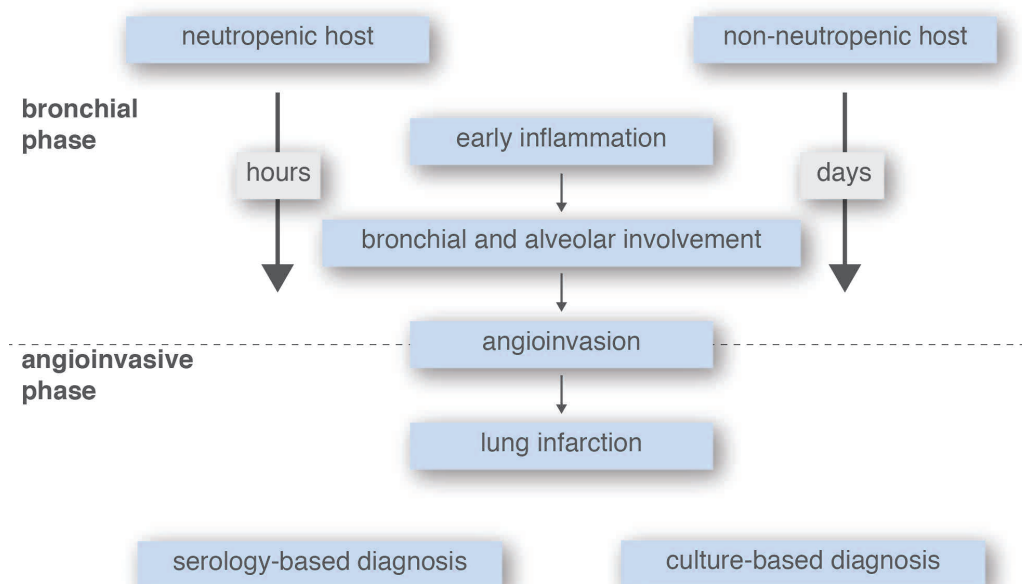 neutropenic host
non-neutropenic host
bronchial
phase
early inflammation
hours
days
bronchial and alveolar involvement
angioinvasion
angioinvasive
phase
lung infarction
serology-based diagnosis
culture-based diagnosis